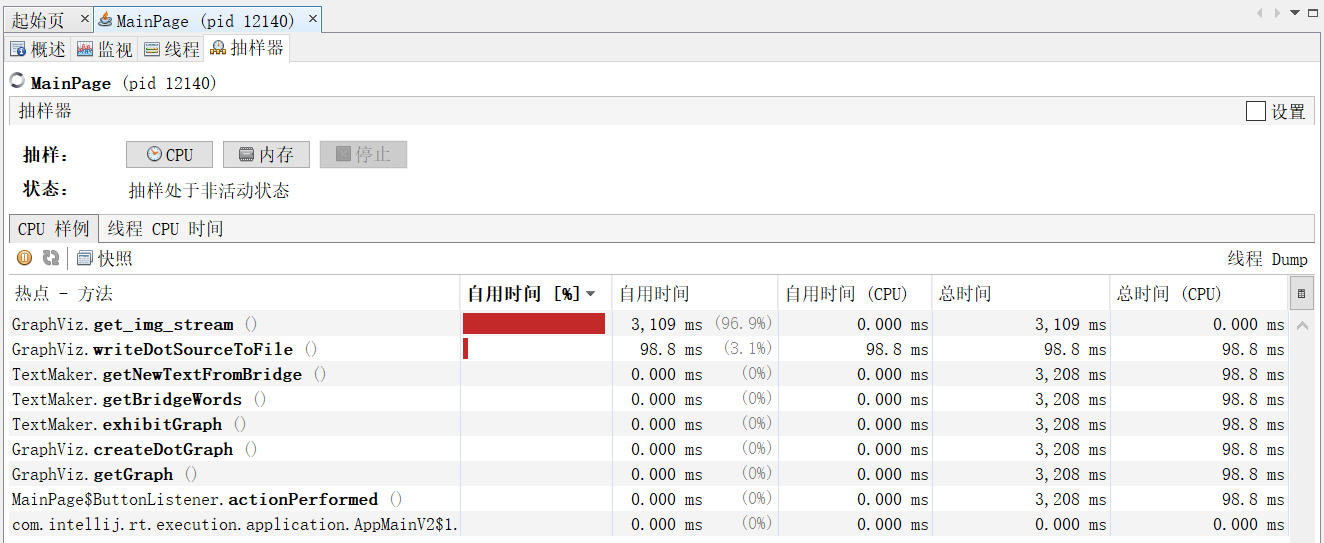 起始页 × MainPage (pid 12140) ×
概述 监视 线程 抽样器
MainPage (pid 12140)
抽样器 设置
抽样: CPU 内存 停止
状态: 抽样处于非活动状态
CPU 样例 线程 CPU 时间
快照 线程 Dump
热点 - 方法 自用时间 [%] 自用时间 自用时间 (CPU) 总时间 总时间 (CPU)
GraphViz.get_img_stream () 3,109 ms (96.9%) 0.000 ms 3,109 ms 0.000 ms
GraphViz.writeDotSourceToFile () 98.8 ms (3.1%) 98.8 ms 98.8 ms 98.8 ms
TextMaker.getNewTextFromBridge () 0.000 ms (0%) 0.000 ms 3,208 ms 98.8 ms
TextMaker.getBridgeWords () 0.000 ms (0%) 0.000 ms 3,208 ms 98.8 ms
TextMaker.exhibitGraph () 0.000 ms (0%) 0.000 ms 3,208 ms 98.8 ms
GraphViz.createDotGraph () 0.000 ms (0%) 0.000 ms 3,208 ms 98.8 ms
GraphViz.getGraph () 0.000 ms (0%) 0.000 ms 3,208 ms 98.8 ms
MainPage$ButtonListener.actionPerformed () 0.000 ms (0%) 0.000 ms 3,208 ms 98.8 ms
com.intellij.rt.execution.application.AppMainV2$1. 0.000 ms (0%) 0.000 ms 0.000 ms 0.000 ms